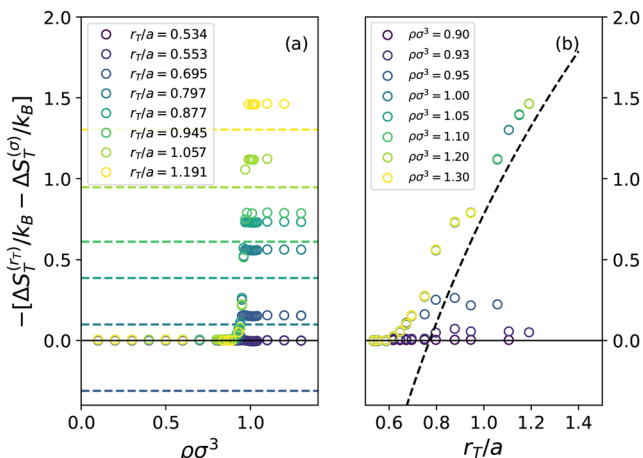 −[ΔS_T^(r_T)/k_B − ΔS_T^(σ)/k_B]
2.0
1.5
1.0
0.5
0.0
0.0 0.5 1.0
ρσ³
(a)
r_T/a = 0.534
r_T/a = 0.553
r_T/a = 0.695
r_T/a = 0.797
r_T/a = 0.877
r_T/a = 0.945
r_T/a = 1.057
r_T/a = 1.191
(b)
ρσ³ = 0.90
ρσ³ = 0.93
ρσ³ = 0.95
ρσ³ = 1.00
ρσ³ = 1.05
ρσ³ = 1.10
ρσ³ = 1.20
ρσ³ = 1.30
2.0
1.5
1.0
0.5
0.0
0.6 0.8 1.0 1.2 1.4
r_T/a